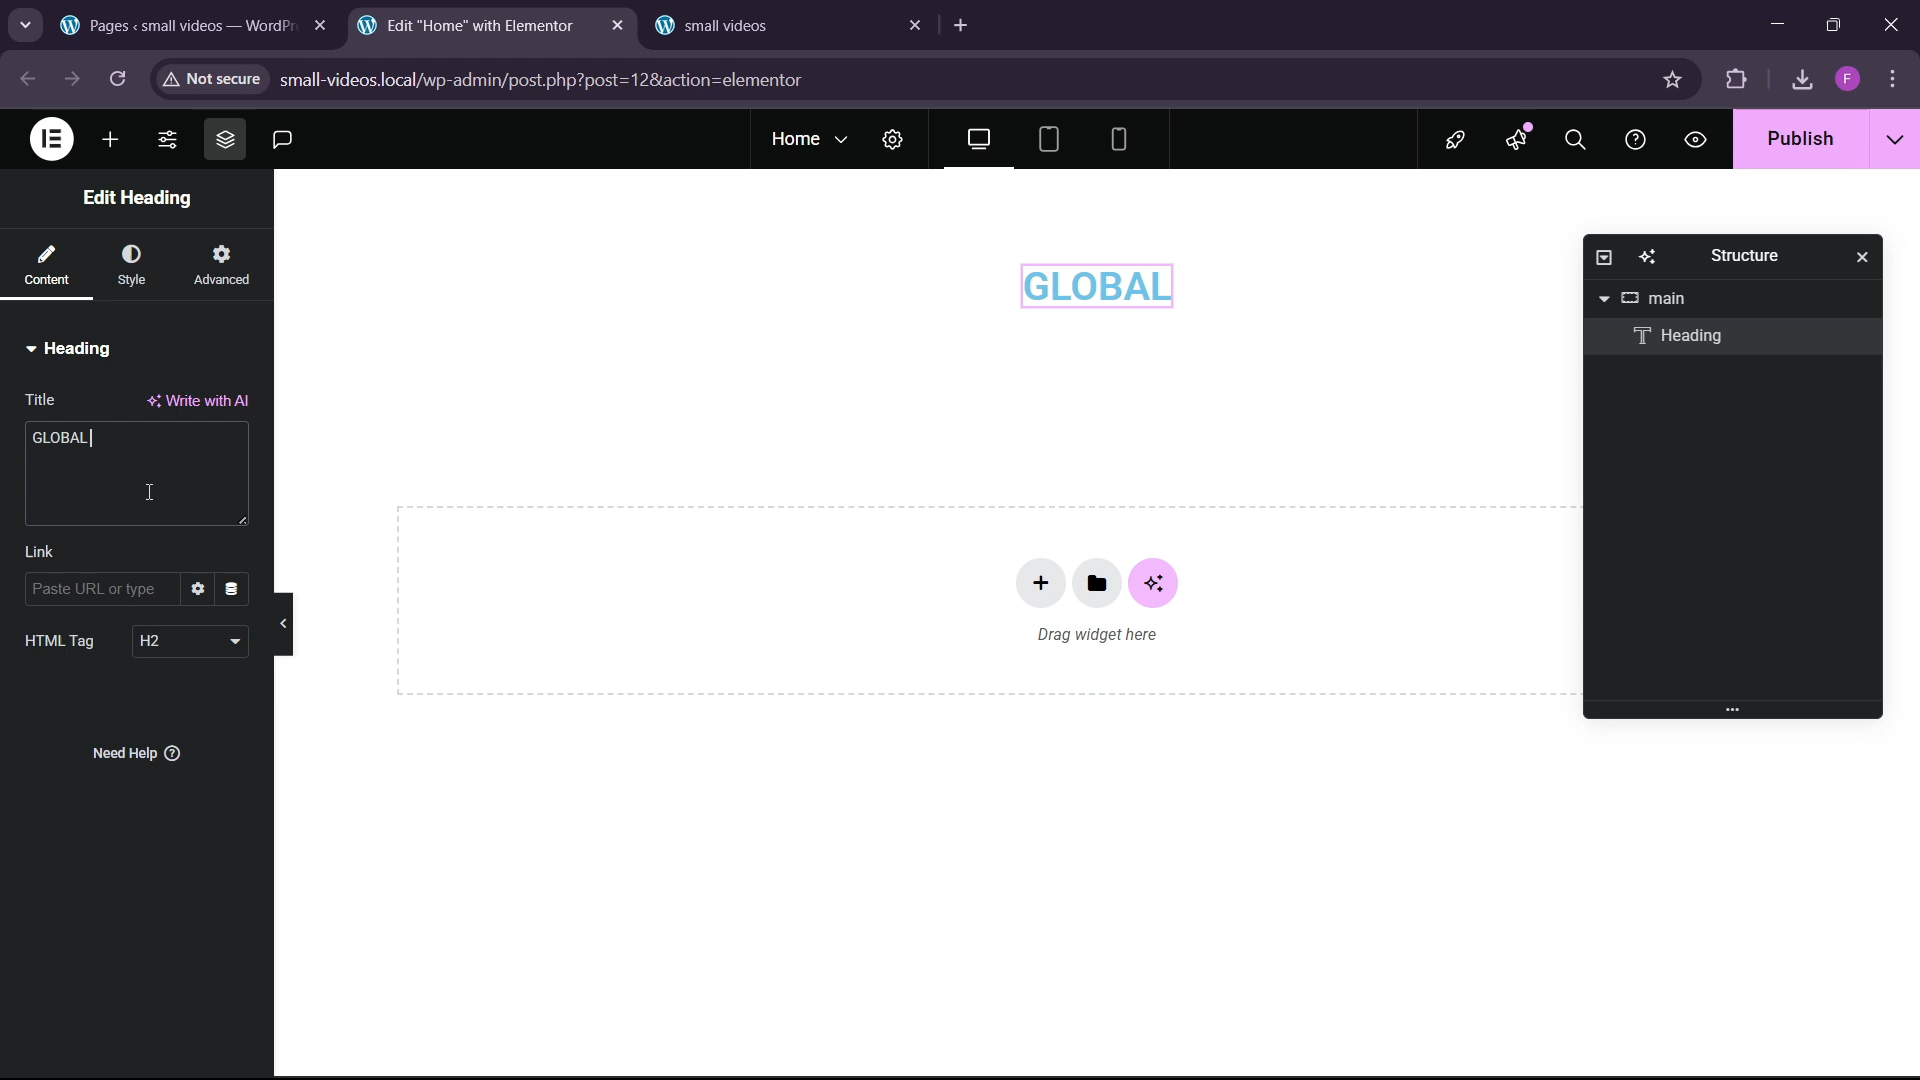 Pages ‹ small videos — WordPr
Edit "Home" with Elementor
small videos
Not secure
small-videos.local/wp-admin/post.php?post=12&action=elementor
F
Home
Publish
Edit Heading
Content
Style
Advanced
Heading
Title
Write with AI
GLOBAL
Link
Paste URL or type
HTML Tag
H2
Need Help
GLOBAL
Drag widget here
Structure
main
Heading